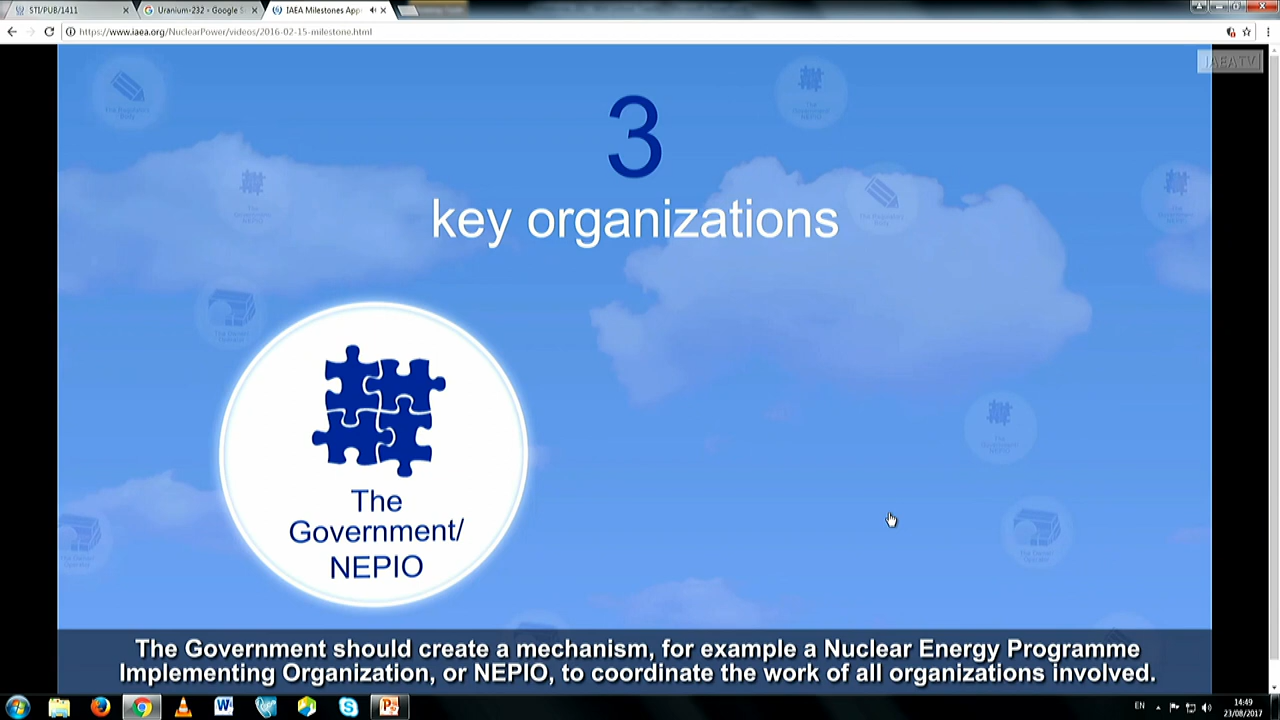 STI/PUB/1411
Uranium-232 - Google S
IAEA Milestones App
https://www.iaea.org/NuclearPower/videos/2016-02-15-milestone.html
IAEATV
3
key organizations
The
Government/
NEPIO
The Government should create a mechanism, for example a Nuclear Energy Programme
Implementing Organization, or NEPIO, to coordinate the work of all organizations involved.
EN
14:49
23/08/2017